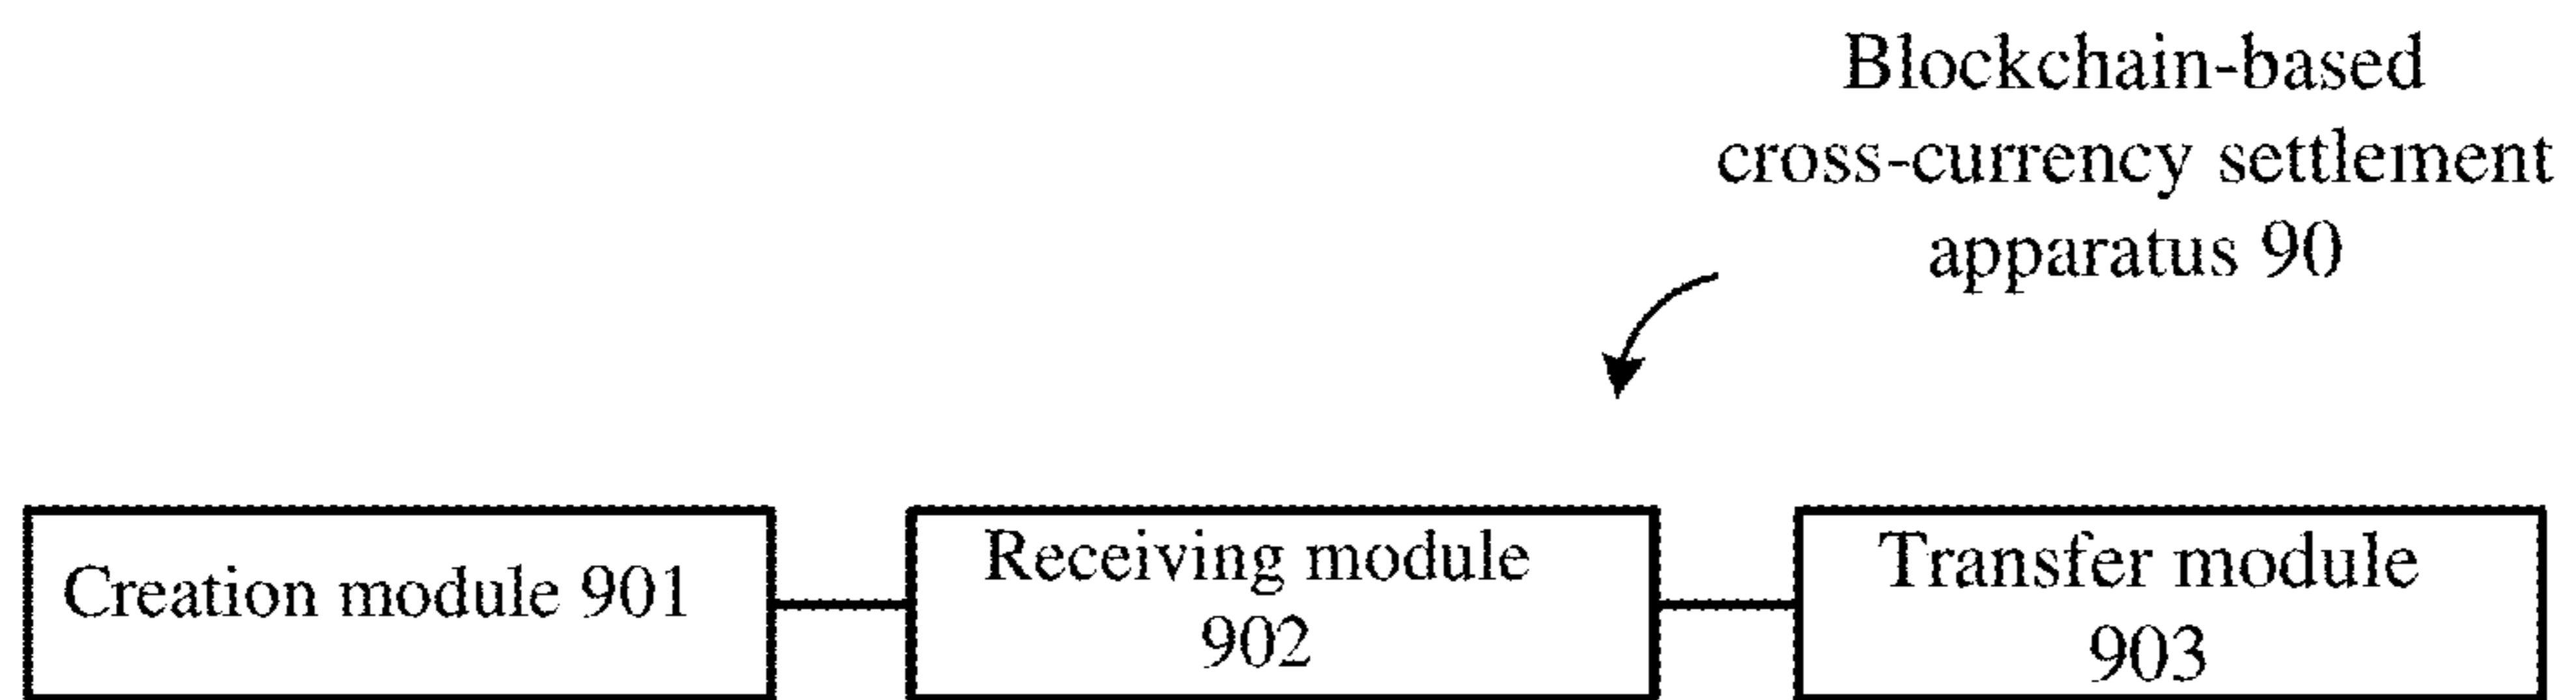 Blockchain-based
cross-currency settlement
apparatus 90
Creation module 901
Receiving module
902
Transfer module
903